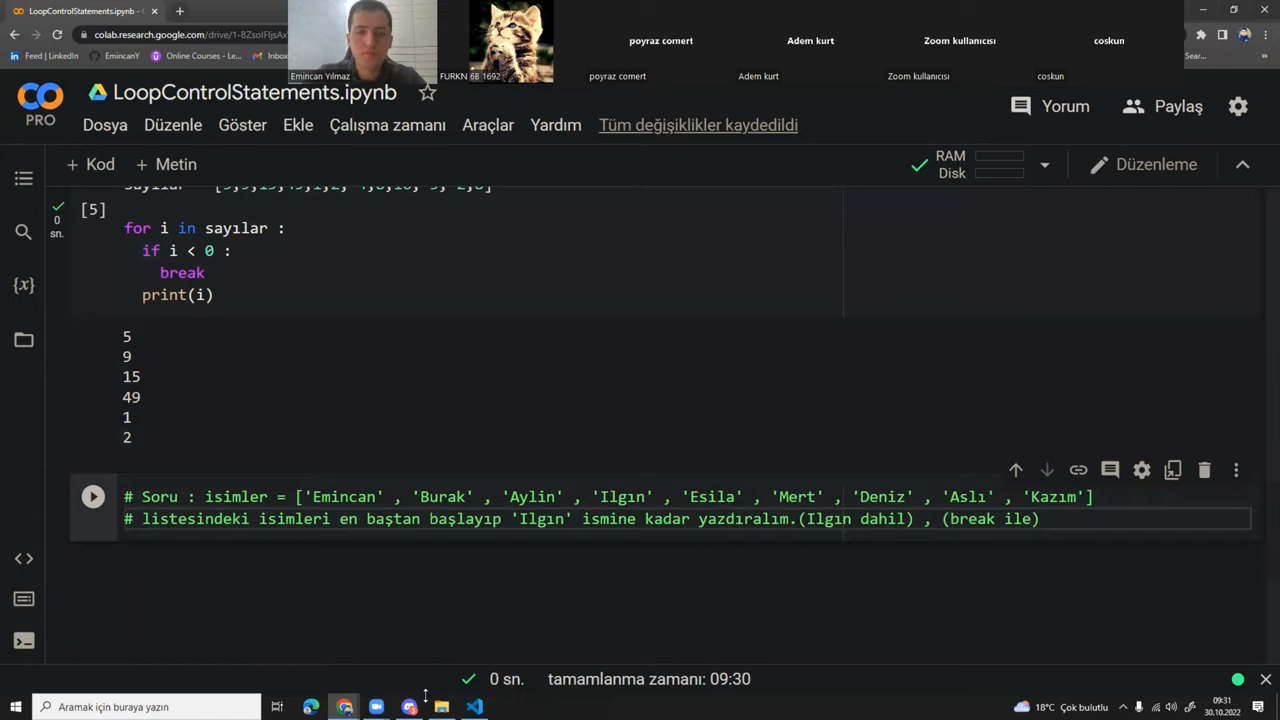 LoopControlStatements.ipynb -
colab.research.google.com/drive/1-BZsolFIjsAx
Feed | LinkedIn
EmincanY
Online Courses - Le...
Inbox
Sear...
Emincan Yılmaz
FURKN 68 1692
poyraz comert
poyraz comert
Adem kurt
Adem kurt
Zoom kullanıcısı
Zoom kullanıcısı
coskun
coskun
CO
PRO
LoopControlStatements.ipynb
Dosya Düzenle Göster Ekle Çalışma zamanı Araçlar Yardım Tüm değişiklikler kaydedildi
Yorum
Paylaş
+ Kod + Metin
RAM
Disk
Düzenleme
[5]
0
sn.
for i in sayılar :
if i < 0 :
break
print(i)
5
9
15
49
1
2
# Soru : isimler = ['Emincan' , 'Burak' , 'Aylin' , 'Ilgın' , 'Esila' , 'Mert' , 'Deniz' , 'Aslı' , 'Kazım']
# listesindeki isimleri en baştan başlayıp 'Ilgın' ismine kadar yazdıralım.(Ilgın dahil) , (break ile)
{x}
0 sn. tamamlanma zamanı: 09:30
Aramak için buraya yazın
18°C Çok bulutlu
09:31
30.10.2022